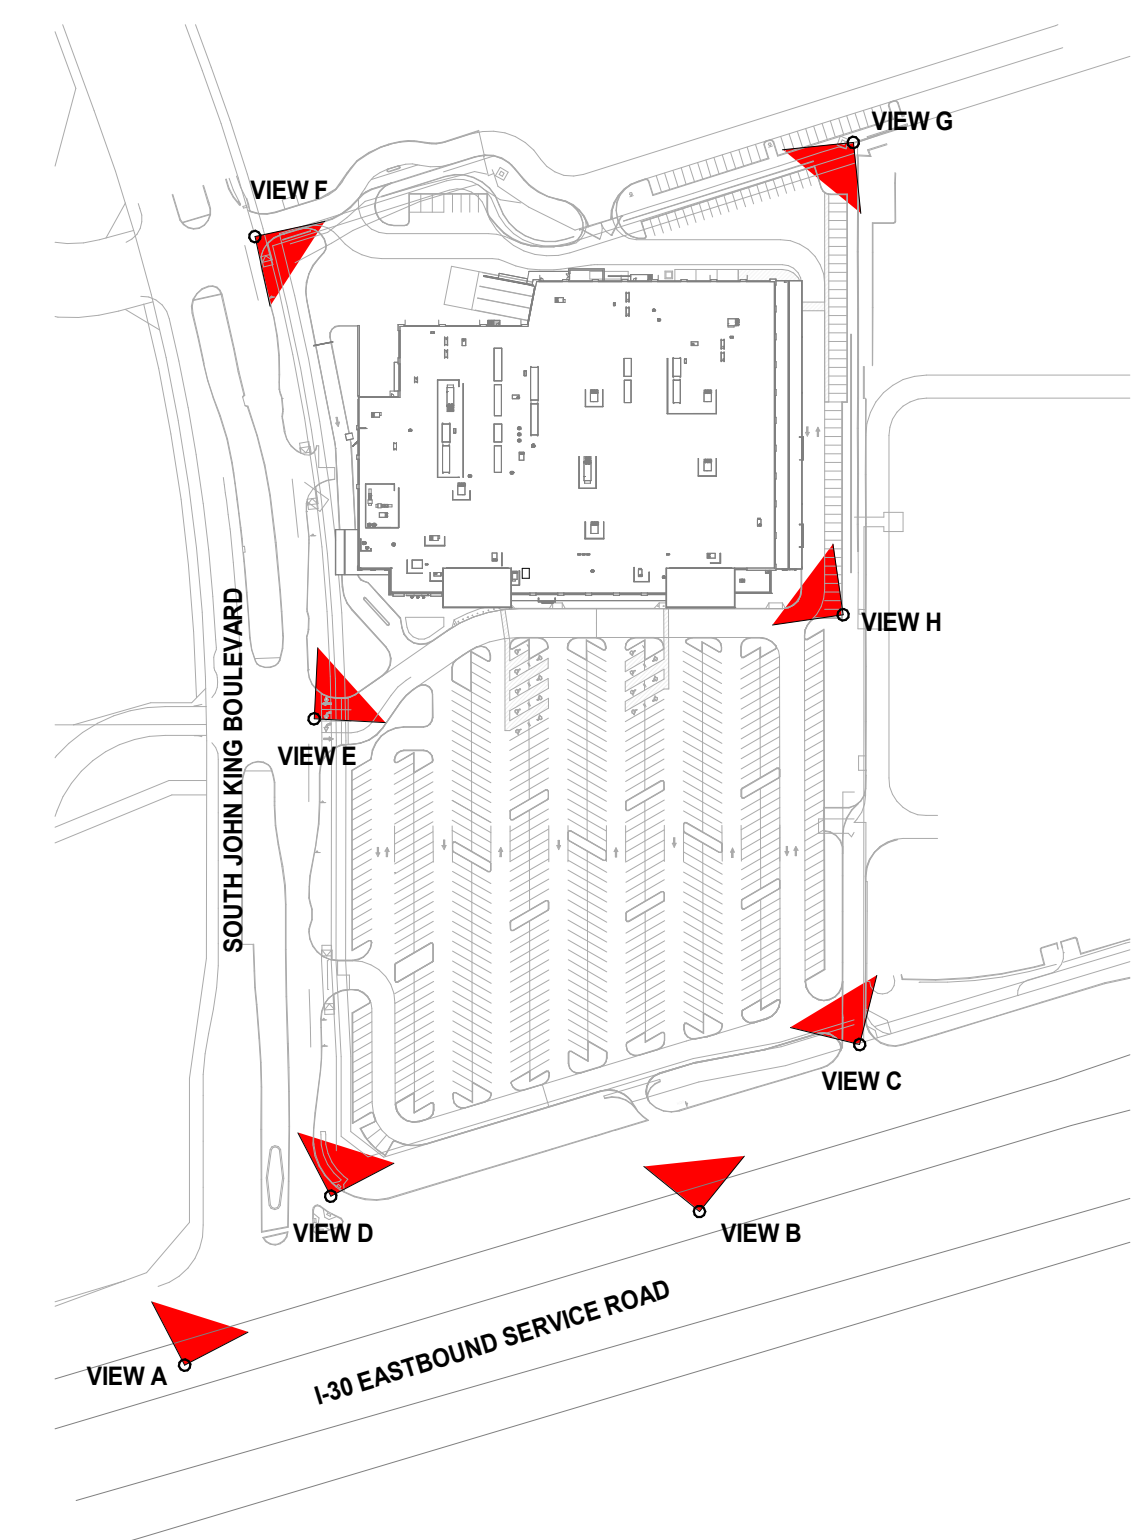 VIEW G
VIEW F
VIEW H
SOUTH JOHN KING BOULEVARD
VIEW E
VIEW C
VIEW D
VIEW B
I-30 EASTBOUND SERVICE ROAD
VIEW A